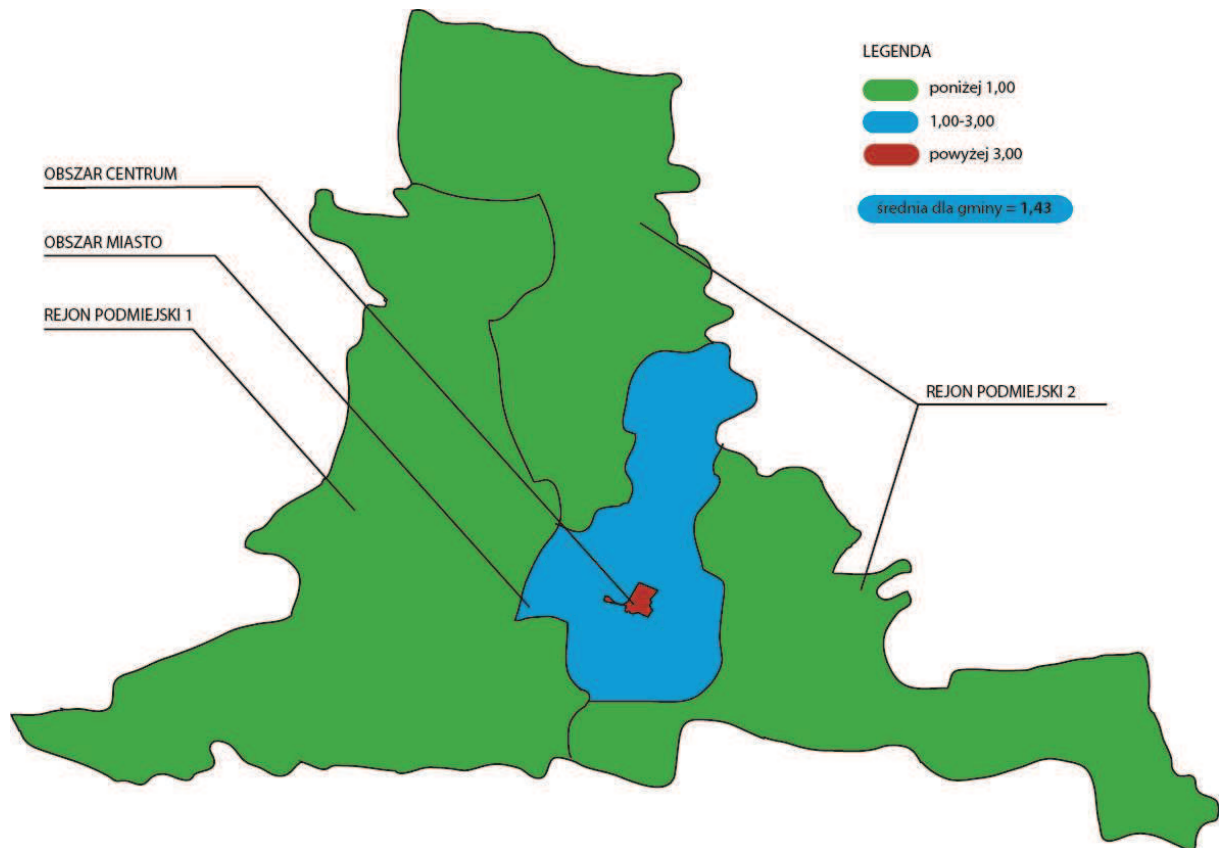 LEGENDA
poniżej 1,00
1,00-3,00
powyżej 3,00
średnia dla gminy = 1,43
OBSZAR CENTRUM
OBSZAR MIASTO
REJON PODMIEJSKI 1
REJON PODMIEJSKI 2